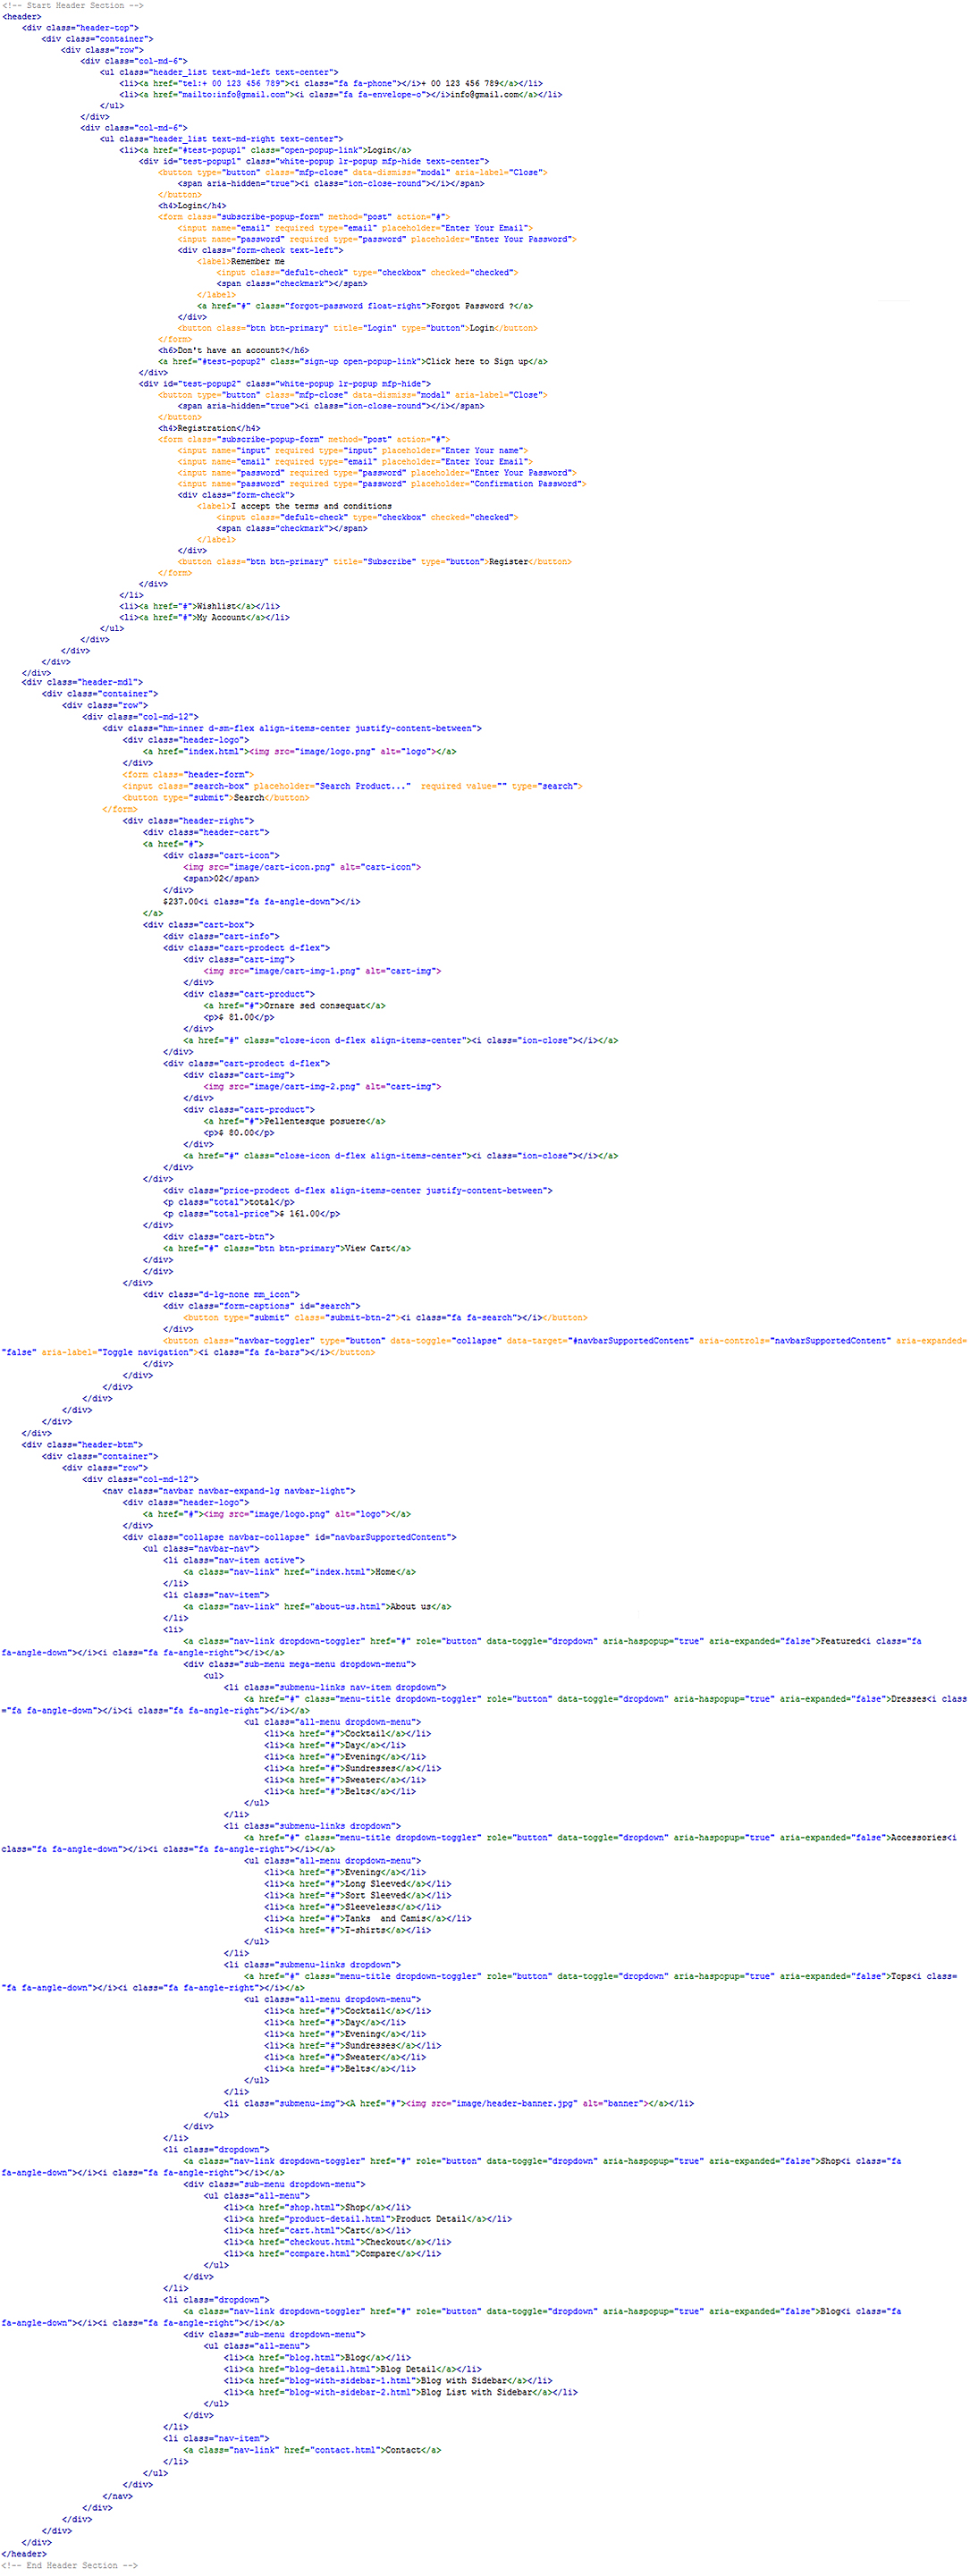 <!-- Start Header Section -->
<header>
<div class="header-top">
<div class="container">
<div class="row">
<div class="col-md-6">
<ul class="header_list text-md-left text-center">
<li><a href="tel:+ 00 123 456 789"><i class="fa fa-phone"></i>+ 00 123 456 789</a></li>
<li><a href="mailto:info@gmail.com"><i class="fa fa-envelope-o"></i>info@gmail.com</a></li>
</ul>
</div>
<div class="col-md-6">
<ul class="header_list text-md-right text-center">
<li><a href="#test-popup1" class="open-popup-link">Login</a>
<div id="test-popup1" class="white-popup lr-popup mfp-hide text-center">
<button type="button" class="mfp-close" data-dismiss="modal" aria-label="Close">
<span aria-hidden="true"><i class="ion-close-round"></i></span>
</button>
<h4>Login</h4>
<form class="subscribe-popup-form" method="post" action="#">
<input name="email" required type="email" placeholder="Enter Your Email">
<input name="password" required type="password" placeholder="Enter Your Password">
<div class="form-check text-left">
<label>Remember me
<input class="defult-check" type="checkbox" checked="checked">
<span class="checkmark"></span>
</label>
<a href="#" class="forgot-password float-right">Forgot Password ?</a>
</div>
<button class="btn btn-primary" title="Login" type="button">Login</button>
</form>
<h6>Don't have an account?</h6>
<a href="#test-popup2" class="sign-up open-popup-link">Click here to Sign up</a>
</div>
<div id="test-popup2" class="white-popup lr-popup mfp-hide">
<button type="button" class="mfp-close" data-dismiss="modal" aria-label="Close">
<span aria-hidden="true"><i class="ion-close-round"></i></span>
</button>
<h4>Registration</h4>
<form class="subscribe-popup-form" method="post" action="#">
<input name="input" required type="input" placeholder="Enter Your name">
<input name="email" required type="email" placeholder="Enter Your Email">
<input name="password" required type="password" placeholder="Enter Your Password">
<input name="password" required type="password" placeholder="Confirmation Password">
<div class="form-check">
<label>I accept the terms and conditions
<input class="defult-check" type="checkbox" checked="checked">
<span class="checkmark"></span>
</label>
</div>
<button class="btn btn-primary" title="Subscribe" type="button">Register</button>
</form>
</div>
</li>
<li><a href="#">Wishlist</a></li>
<li><a href="#">My Account</a></li>
</ul>
</div>
</div>
</div>
</div>
<div class="header-mdl">
<div class="container">
<div class="row">
<div class="col-md-12">
<div class="hm-inner d-sm-flex align-items-center justify-content-between">
<div class="header-logo">
<a href="index.html"><img src="image/logo.png" alt="logo"></a>
</div>
<form class="header-form">
<input class="search-box" placeholder="Search Product..."  required value="" type="search">
<button type="submit">Search</button>
</form>
<div class="header-right">
<div class="header-cart">
<a href="#">
<div class="cart-icon">
<img src="image/cart-icon.png" alt="cart-icon">
<span>02</span>
</div>
$237.00<i class="fa fa-angle-down"></i>
</a>
<div class="cart-box">
<div class="cart-info">
<div class="cart-prodect d-flex">
<div class="cart-img">
<img src="image/cart-img-1.png" alt="cart-img">
</div>
<div class="cart-product">
<a href="#">Ornare sed consequat</a>
<p>$ 81.00</p>
</div>
<a href="#" class="close-icon d-flex align-items-center"><i class="ion-close"></i></a>
</div>
<div class="cart-prodect d-flex">
<div class="cart-img">
<img src="image/cart-img-2.png" alt="cart-img">
</div>
<div class="cart-product">
<a href="#">Pellentesque posuere</a>
<p>$ 80.00</p>
</div>
<a href="#" class="close-icon d-flex align-items-center"><i class="ion-close"></i></a>
</div>
</div>
<div class="price-prodect d-flex align-items-center justify-content-between">
<p class="total">total</p>
<p class="total-price">$ 161.00</p>
</div>
<div class="cart-btn">
<a href="#" class="btn btn-primary">View Cart</a>
</div>
</div>
</div>
<div class="d-lg-none mm_icon">
<div class="form-captions" id="search">
<button type="submit" class="submit-btn-2"><i class="fa fa-search"></i></button>
</div>
<button class="navbar-toggler" type="button" data-toggle="collapse" data-target="#navbarSupportedContent" aria-controls="navbarSupportedContent" aria-expanded=
"false" aria-label="Toggle navigation"><i class="fa fa-bars"></i></button>
</div>
</div>
</div>
</div>
</div>
</div>
</div>
<div class="header-btm">
<div class="container">
<div class="row">
<div class="col-md-12">
<nav class="navbar navbar-expand-lg navbar-light">
<div class="header-logo">
<a href="#"><img src="image/logo.png" alt="logo"></a>
</div>
<div class="collapse navbar-collapse" id="navbarSupportedContent">
<ul class="navbar-nav">
<li class="nav-item active">
<a class="nav-link" href="index.html">Home</a>
</li>
<li class="nav-item">
<a class="nav-link" href="about-us.html">About us</a>
</li>
<li>
<a class="nav-link dropdown-toggler" href="#" role="button" data-toggle="dropdown" aria-haspopup="true" aria-expanded="false">Featured<i class="fa
fa-angle-down"></i><i class="fa fa-angle-right"></i></a>
<div class="sub-menu mega-menu dropdown-menu">
<ul>
<li class="submenu-links nav-item dropdown">
<a href="#" class="menu-title dropdown-toggler" role="button" data-toggle="dropdown" aria-haspopup="true" aria-expanded="false">Dresses<i class
="fa fa-angle-down"></i><i class="fa fa-angle-right"></i></a>
<ul class="all-menu dropdown-menu">
<li><a href="#">Cocktail</a></li>
<li><a href="#">Day</a></li>
<li><a href="#">Evening</a></li>
<li><a href="#">Sundresses</a></li>
<li><a href="#">Sweater</a></li>
<li><a href="#">Belts</a></li>
</ul>
</li>
<li class="submenu-links dropdown">
<a href="#" class="menu-title dropdown-toggler" role="button" data-toggle="dropdown" aria-haspopup="true" aria-expanded="false">Accessories<i
class="fa fa-angle-down"></i><i class="fa fa-angle-right"></i></a>
<ul class="all-menu dropdown-menu">
<li><a href="#">Evening</a></li>
<li><a href="#">Long Sleeved</a></li>
<li><a href="#">Sort Sleeved</a></li>
<li><a href="#">Sleeveless</a></li>
<li><a href="#">Tanks  and Camis</a></li>
<li><a href="#">T-shirts</a></li>
</ul>
</li>
<li class="submenu-links dropdown">
<a href="#" class="menu-title dropdown-toggler" role="button" data-toggle="dropdown" aria-haspopup="true" aria-expanded="false">Tops<i class=
"fa fa-angle-down"></i><i class="fa fa-angle-right"></i></a>
<ul class="all-menu dropdown-menu">
<li><a href="#">Cocktail</a></li>
<li><a href="#">Day</a></li>
<li><a href="#">Evening</a></li>
<li><a href="#">Sundresses</a></li>
<li><a href="#">Sweater</a></li>
<li><a href="#">Belts</a></li>
</ul>
</li>
<li class="submenu-img"><A href="#"><img src="image/header-banner.jpg" alt="banner"></a></li>
</ul>
</div>
</li>
<li class="dropdown">
<a class="nav-link dropdown-toggler" href="#" role="button" data-toggle="dropdown" aria-haspopup="true" aria-expanded="false">Shop<i class="fa
fa-angle-down"></i><i class="fa fa-angle-right"></i></a>
<div class="sub-menu dropdown-menu">
<ul class="all-menu">
<li><a href="shop.html">Shop</a></li>
<li><a href="product-detail.html">Product Detail</a></li>
<li><a href="cart.html">Cart</a></li>
<li><a href="checkout.html">Checkout</a></li>
<li><a href="compare.html">Compare</a></li>
</ul>
</div>
</li>
<li class="dropdown">
<a class="nav-link dropdown-toggler" href="#" role="button" data-toggle="dropdown" aria-haspopup="true" aria-expanded="false">Blog<i class="fa
fa-angle-down"></i><i class="fa fa-angle-right"></i></a>
<div class="sub-menu dropdown-menu">
<ul class="all-menu">
<li><a href="blog.html">Blog</a></li>
<li><a href="blog-detail.html">Blog Detail</a></li>
<li><a href="blog-with-sidebar-1.html">Blog with Sidebar</a></li>
<li><a href="blog-with-sidebar-2.html">Blog List with Sidebar</a></li>
</ul>
</div>
</li>
<li class="nav-item">
<a class="nav-link" href="contact.html">Contact</a>
</li>
</ul>
</div>
</nav>
</div>
</div>
</div>
</div>
</header>
<!-- End Header Section -->